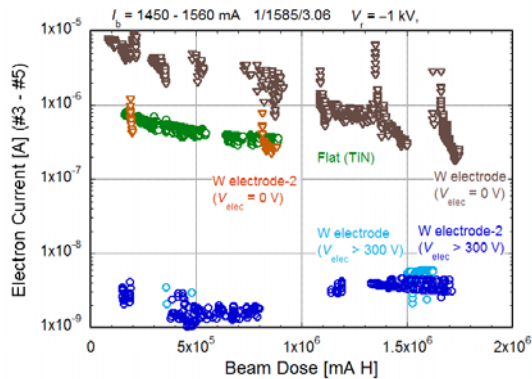 I_b = 1450 - 1560 mA 1/1585/3.06 V_r = –1 kV,
Electron Current [A] (#3 - #5)
1x10^-5
1x10^-6
1x10^-7
1x10^-8
1x10^-9
Flat (TiN)
W electrode-2
(V_elec = 0 V)
W electrode
(V_elec = 0 V)
W electrode
(V_elec > 300 V)
W electrode-2
(V_elec > 300 V)
0 5x10^5 1x10^6 1.5x10^6 2x10^6
Beam Dose [mA H]